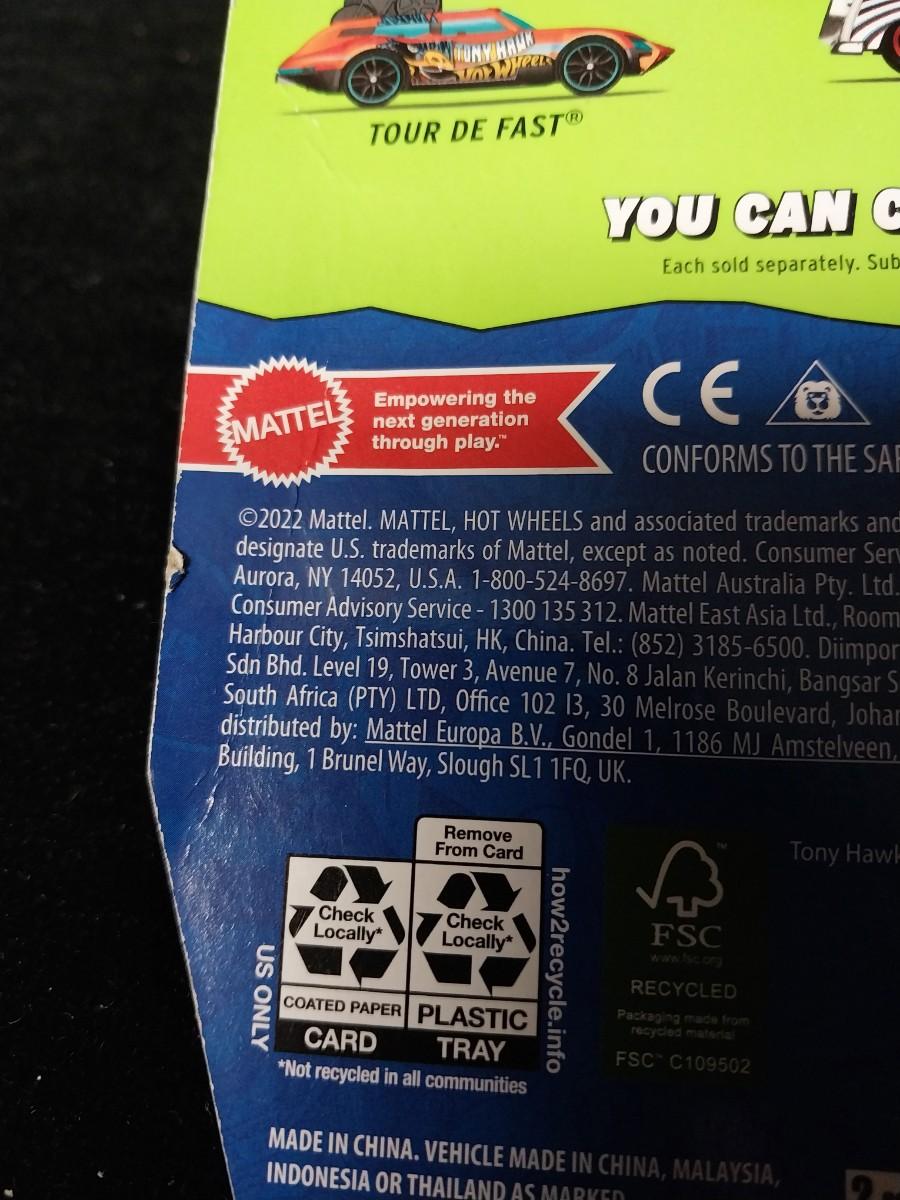 TONY HAWK
HOT WHEELS
TOUR DE FAST®
YOU CAN C
Each sold separately. Sub
MATTEL
Empowering the
next generation
through play.™
CE
CONFORMS TO THE SAF
©2022 Mattel. MATTEL, HOT WHEELS and associated trademarks and
designate U.S. trademarks of Mattel, except as noted. Consumer Serv
Aurora, NY 14052, U.S.A. 1-800-524-8697. Mattel Australia Pty. Ltd.
Consumer Advisory Service - 1300 135 312. Mattel East Asia Ltd., Room
Harbour City, Tsimshatsui, HK, China. Tel.: (852) 3185-6500. Diimpor
Sdn Bhd. Level 19, Tower 3, Avenue 7, No. 8 Jalan Kerinchi, Bangsar S
South Africa (PTY) LTD, Office 102 I3, 30 Melrose Boulevard, Johan
distributed by: Mattel Europa B.V., Gondel 1, 1186 MJ Amstelveen,
Building, 1 Brunel Way, Slough SL1 1FQ, UK.
US ONLY
Check
Locally*
COATED PAPER
CARD
Remove
From Card
Check
Locally*
PLASTIC
TRAY
how2recycle.info
*Not recycled in all communities
™
FSC
www.fsc.org
RECYCLED
Packaging made from
recycled material
FSC™ C109502
Tony Hawk
MADE IN CHINA. VEHICLE MADE IN CHINA, MALAYSIA,
INDONESIA OR THAILAND AS MARKED